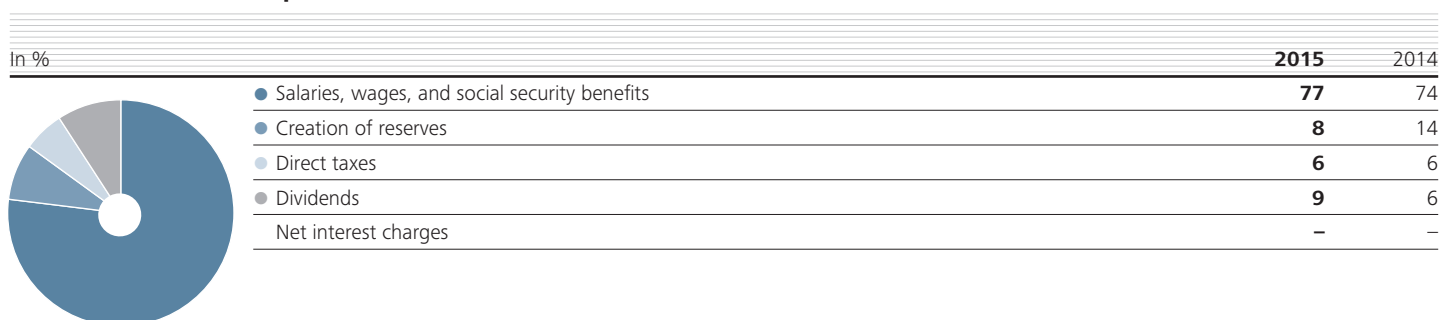 In % 2015 2014
Salaries, wages, and social security benefits 77 74
Creation of reserves 8 14
Direct taxes 6 6
Dividends 9 6
Net interest charges – –